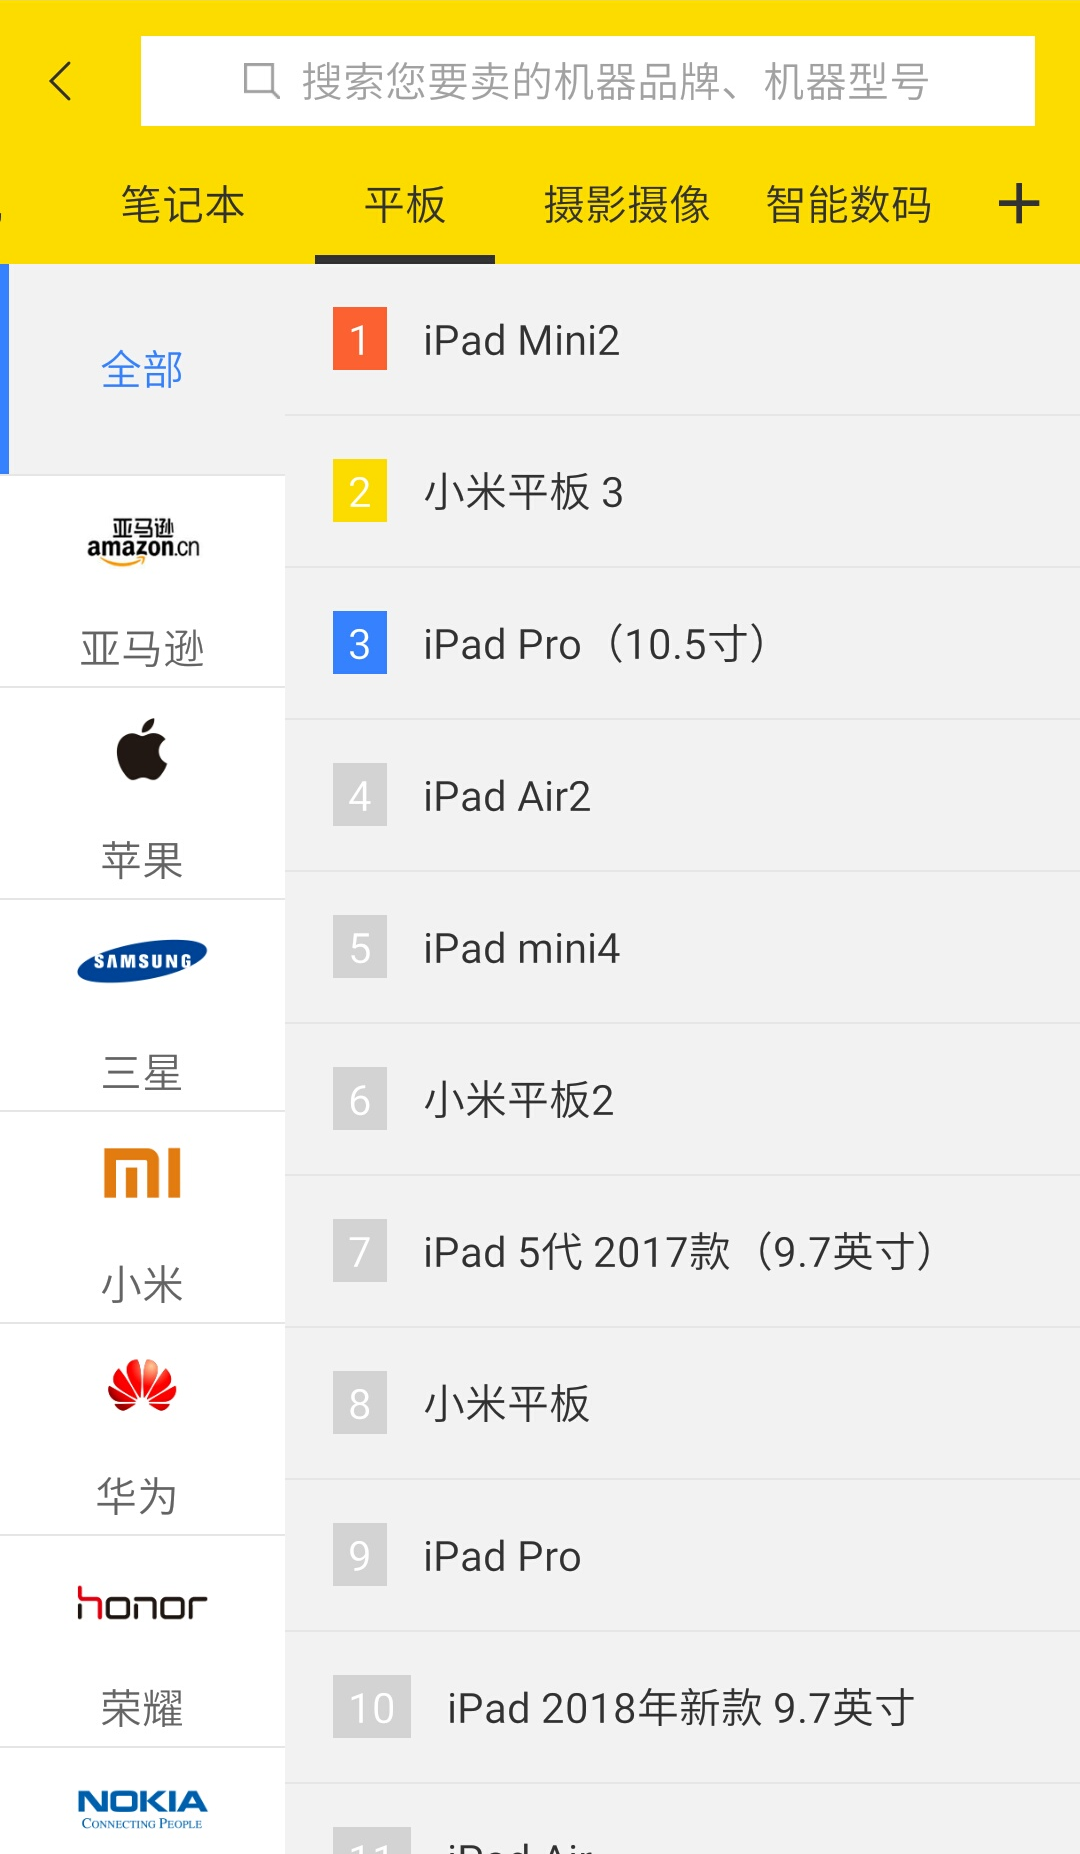 搜索您要卖的机器品牌、机器型号
笔记本
平板
摄影摄像
智能数码
全部
亚马逊
amazon.cn
亚马逊
苹果
SAMSUNG
三星
MI
小米
华为
honor
荣耀
NOKIA
CONNECTING PEOPLE
1 iPad Mini2
2 小米平板 3
3 iPad Pro（10.5寸）
4 iPad Air2
5 iPad mini4
6 小米平板2
7 iPad 5代 2017款（9.7英寸）
8 小米平板
9 iPad Pro
10 iPad 2018年新款 9.7英寸
11 iPad Air